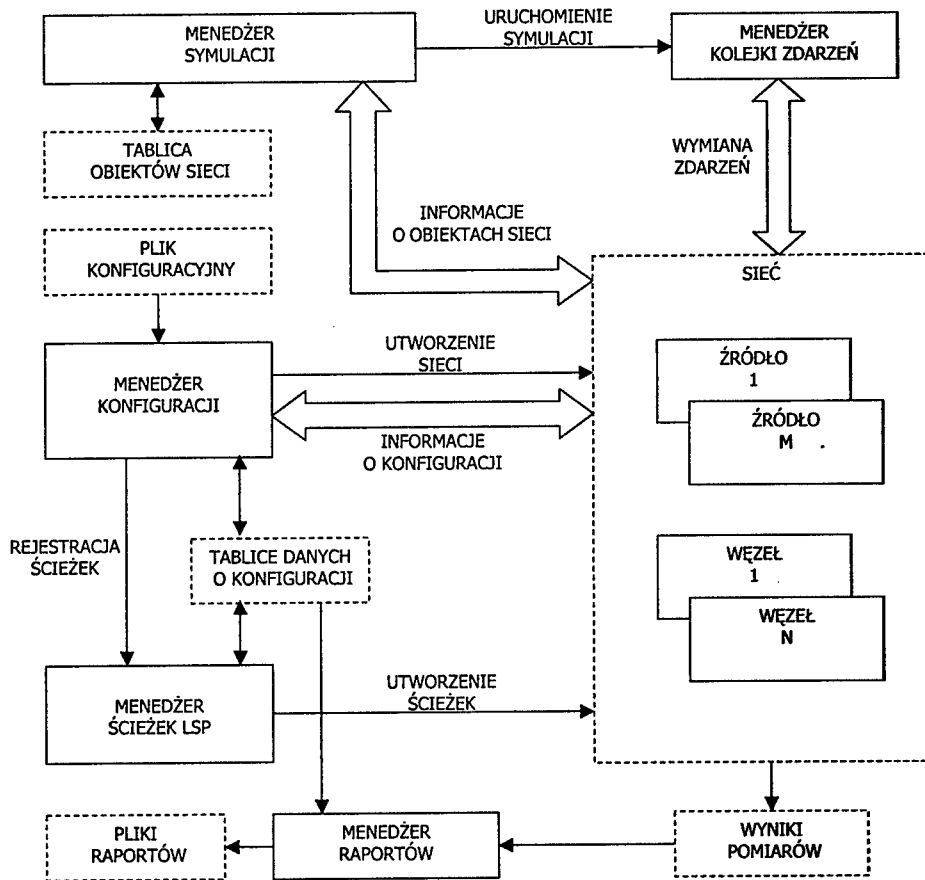 MENEDŻER
SYMULACJI
URUCHOMIENIE
SYMULACJI
MENEDŻER
KOLEJKI ZDARZEŃ
TABLICA
OBIEKTÓW SIECI
WYMIANA
ZDARZEŃ
INFORMACJE
O OBIEKTACH SIECI
PLIK
KONFIGURACYJNY
SIEĆ
MENEDŻER
KONFIGURACJI
UTWORZENIE
SIECI
ŹRÓDŁO
1
ŹRÓDŁO
M
INFORMACJE
O KONFIGURACJI
REJESTRACJA
ŚCIEŻEK
TABLICE DANYCH
O KONFIGURACJI
WĘZEŁ
1
WĘZEŁ
N
MENEDŻER
ŚCIEŻEK LSP
UTWORZENIE
ŚCIEŻEK
PLIKI
RAPORTÓW
MENEDŻER
RAPORTÓW
WYNIKI
POMIARÓW